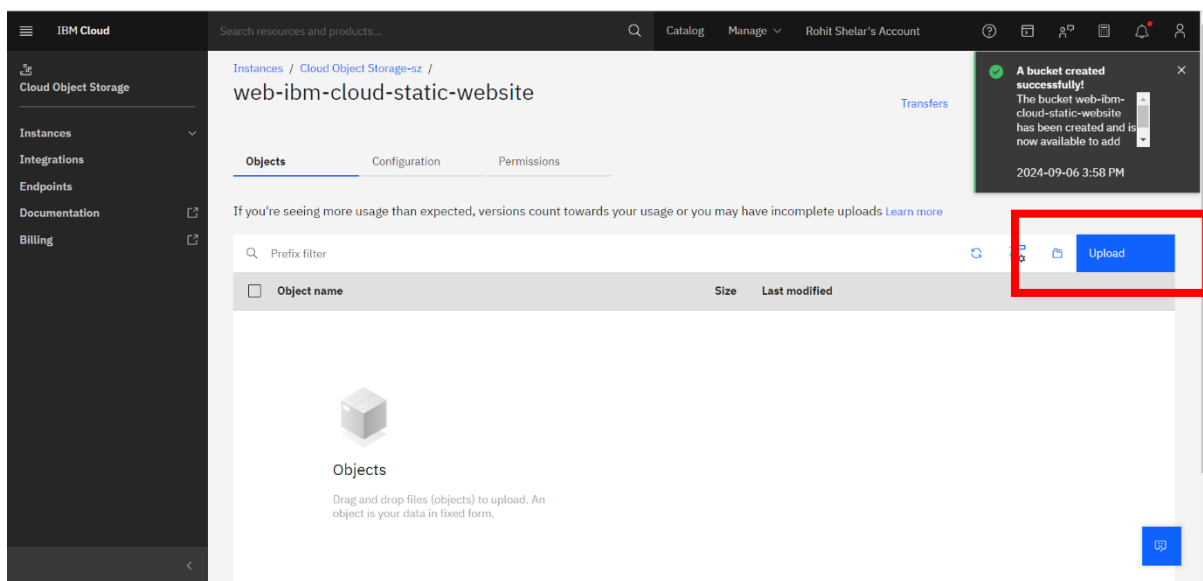 IBM Cloud
Search resources and products...
Catalog
Manage
Rohit Shelar's Account
Cloud Object Storage
Instances
Integrations
Endpoints
Documentation
Billing
Instances / Cloud Object Storage-sz /
web-ibm-cloud-static-website
Transfers
A bucket created
successfully!
The bucket web-ibm-
cloud-static-website
has been created and is
now available to add
2024-09-06 3:58 PM
Objects
Configuration
Permissions
If you're seeing more usage than expected, versions count towards your usage or you may have incomplete uploads Learn more
Prefix filter
Upload
Object name
Size
Last modified
Objects
Drag and drop files (objects) to upload. An
object is your data in fixed form.